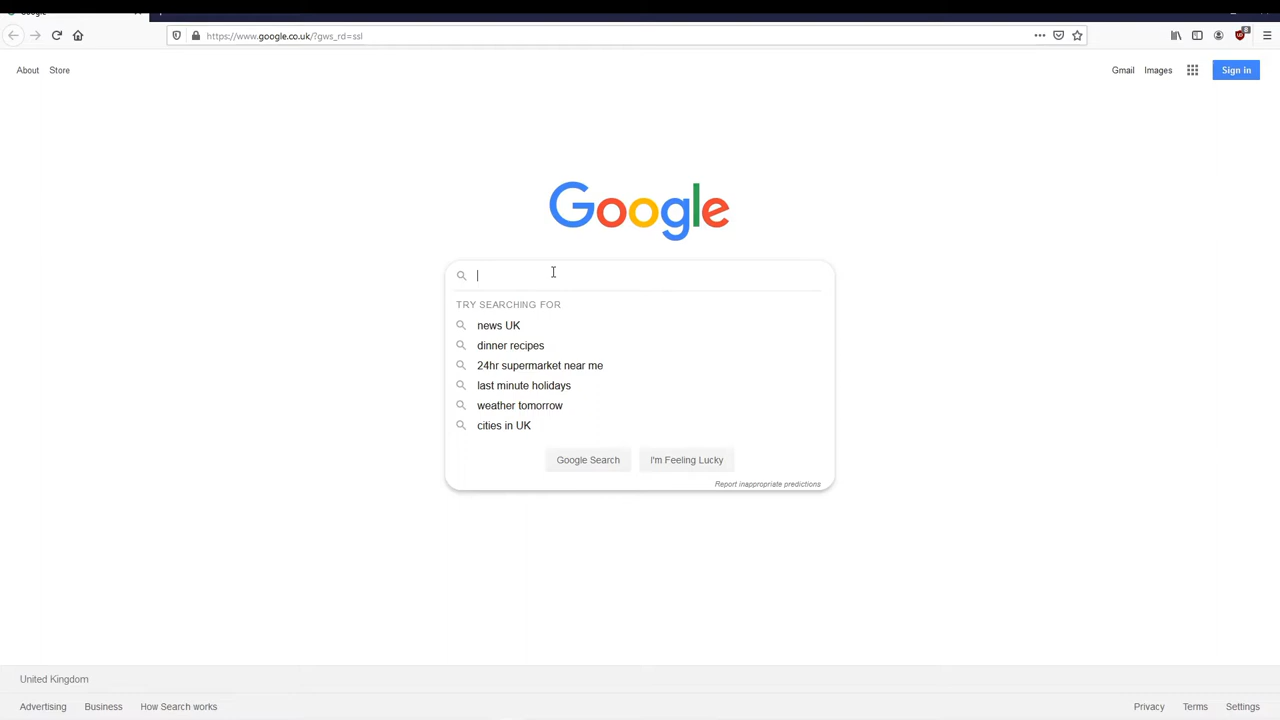 Google
https://www.google.co.uk/?gws_rd=ssl
About Store
Gmail Images Sign in
Google
TRY SEARCHING FOR
news UK
dinner recipes
24hr supermarket near me
last minute holidays
weather tomorrow
cities in UK
Google Search I'm Feeling Lucky
Report inappropriate predictions
United Kingdom
Advertising Business How Search works
Privacy Terms Settings